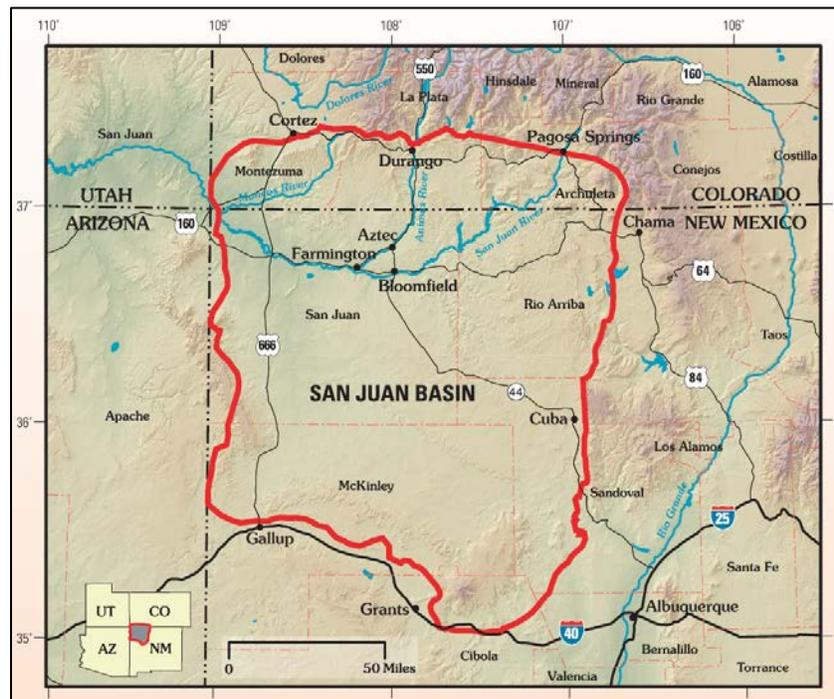 110° 109° 108° 107° 106°
Dolores
550
Hinsdale
Mineral
160
Alamosa
Dolores River
La Plata
Rio Grande
San Juan
Cortez
Durango
Pagosa Springs
Conejos
Costilla
Montezuma
Mancos River
Archuleta
UTAH
COLORADO
37°
ARIZONA
NEW MEXICO
160
Animas River
San Juan River
Chama
Aztec
Farmington
Bloomfield
64
San Juan
Rio Arriba
Taos
666
SAN JUAN BASIN
44
84
Apache
36°
Cuba
Los Alamos
McKinley
Sandoval
Rio Grande
25
Gallup
Santa Fe
UT CO
AZ NM
Grants
Albuquerque
35°
40
0 50 Miles
Cibola
Bernalillo
Valencia
Torrance